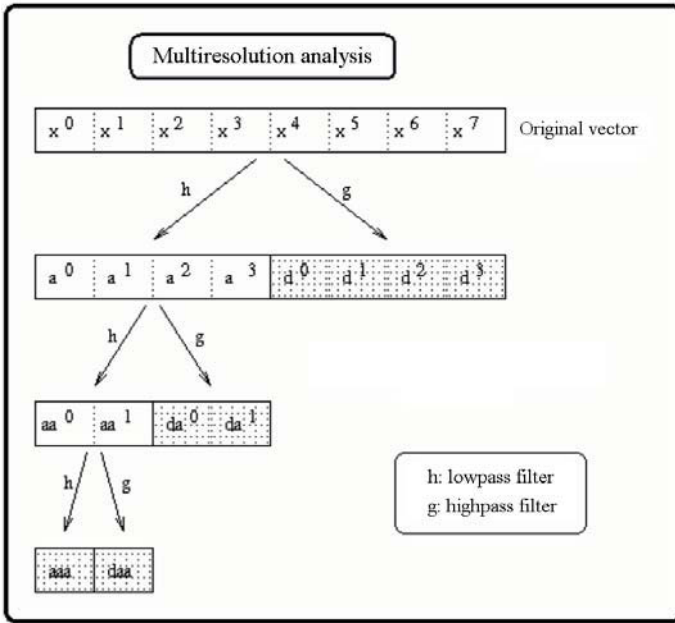 Multiresolution analysis
x⁰ x¹ x² x³ x⁴ x⁵ x⁶ x⁷ Original vector
h g
a⁰ a¹ a² a³ d⁰ d¹ d² d³
h g
aa⁰ aa¹ da⁰ da¹
h g
aaa daa
h: lowpass filter
g: highpass filter